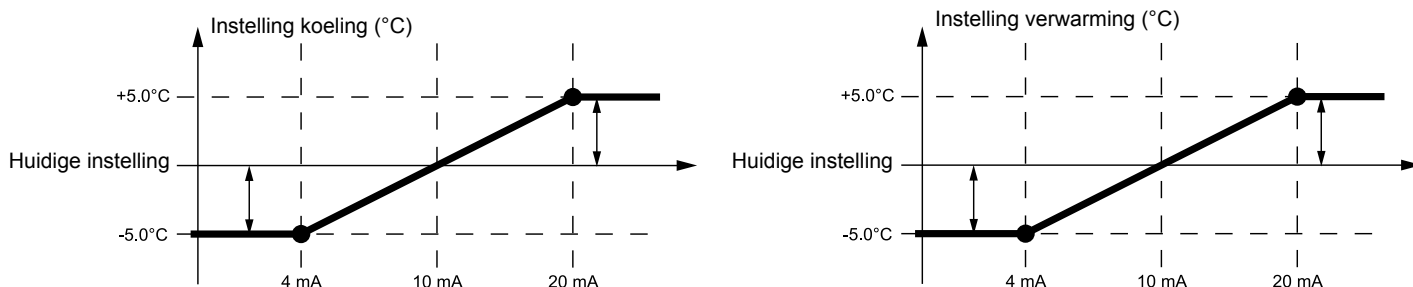 Instelling koeling (°C)
+5.0°C
Huidige instelling
-5.0°C
4 mA 10 mA 20 mA
Instelling verwarming (°C)
+5.0°C
Huidige instelling
-5.0°C
4 mA 10 mA 20 mA